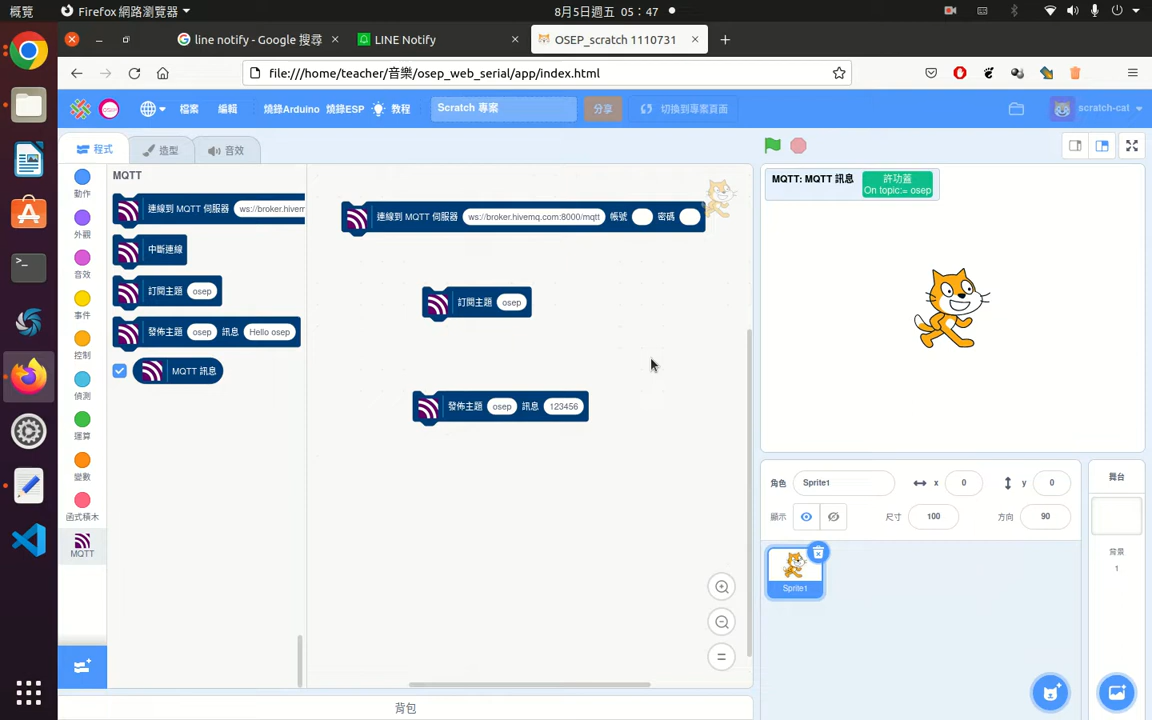 概覽
Firefox 網路瀏覽器
8月5日週五 05：47
line notify - Google 搜尋
LINE Notify
OSEP_scratch 1110731
file:///home/teacher/音樂/osep_web_serial/app/index.html
檔案
編輯
燒錄Arduino
燒錄ESP
教程
Scratch 專案
分享
切換到專案頁面
scratch-cat
程式
造型
音效
動作
外觀
音效
事件
控制
偵測
運算
變數
函式積木
MQTT
MQTT
連線到 MQTT 伺服器 ws://broker.hivem
中斷連線
訂閱主題 osep
發佈主題 osep 訊息 Hello osep
MQTT 訊息
連線到 MQTT 伺服器 ws://broker.hivemq.com:8000/mqtt 帳號 密碼
訂閱主題 osep
發佈主題 osep 訊息 123456
背包
MQTT: MQTT 訊息
許功蓋
On topic:= osep
角色 Sprite1 x 0 y 0
顯示 尺寸 100 方向 90
Sprite1
舞台
背景
1